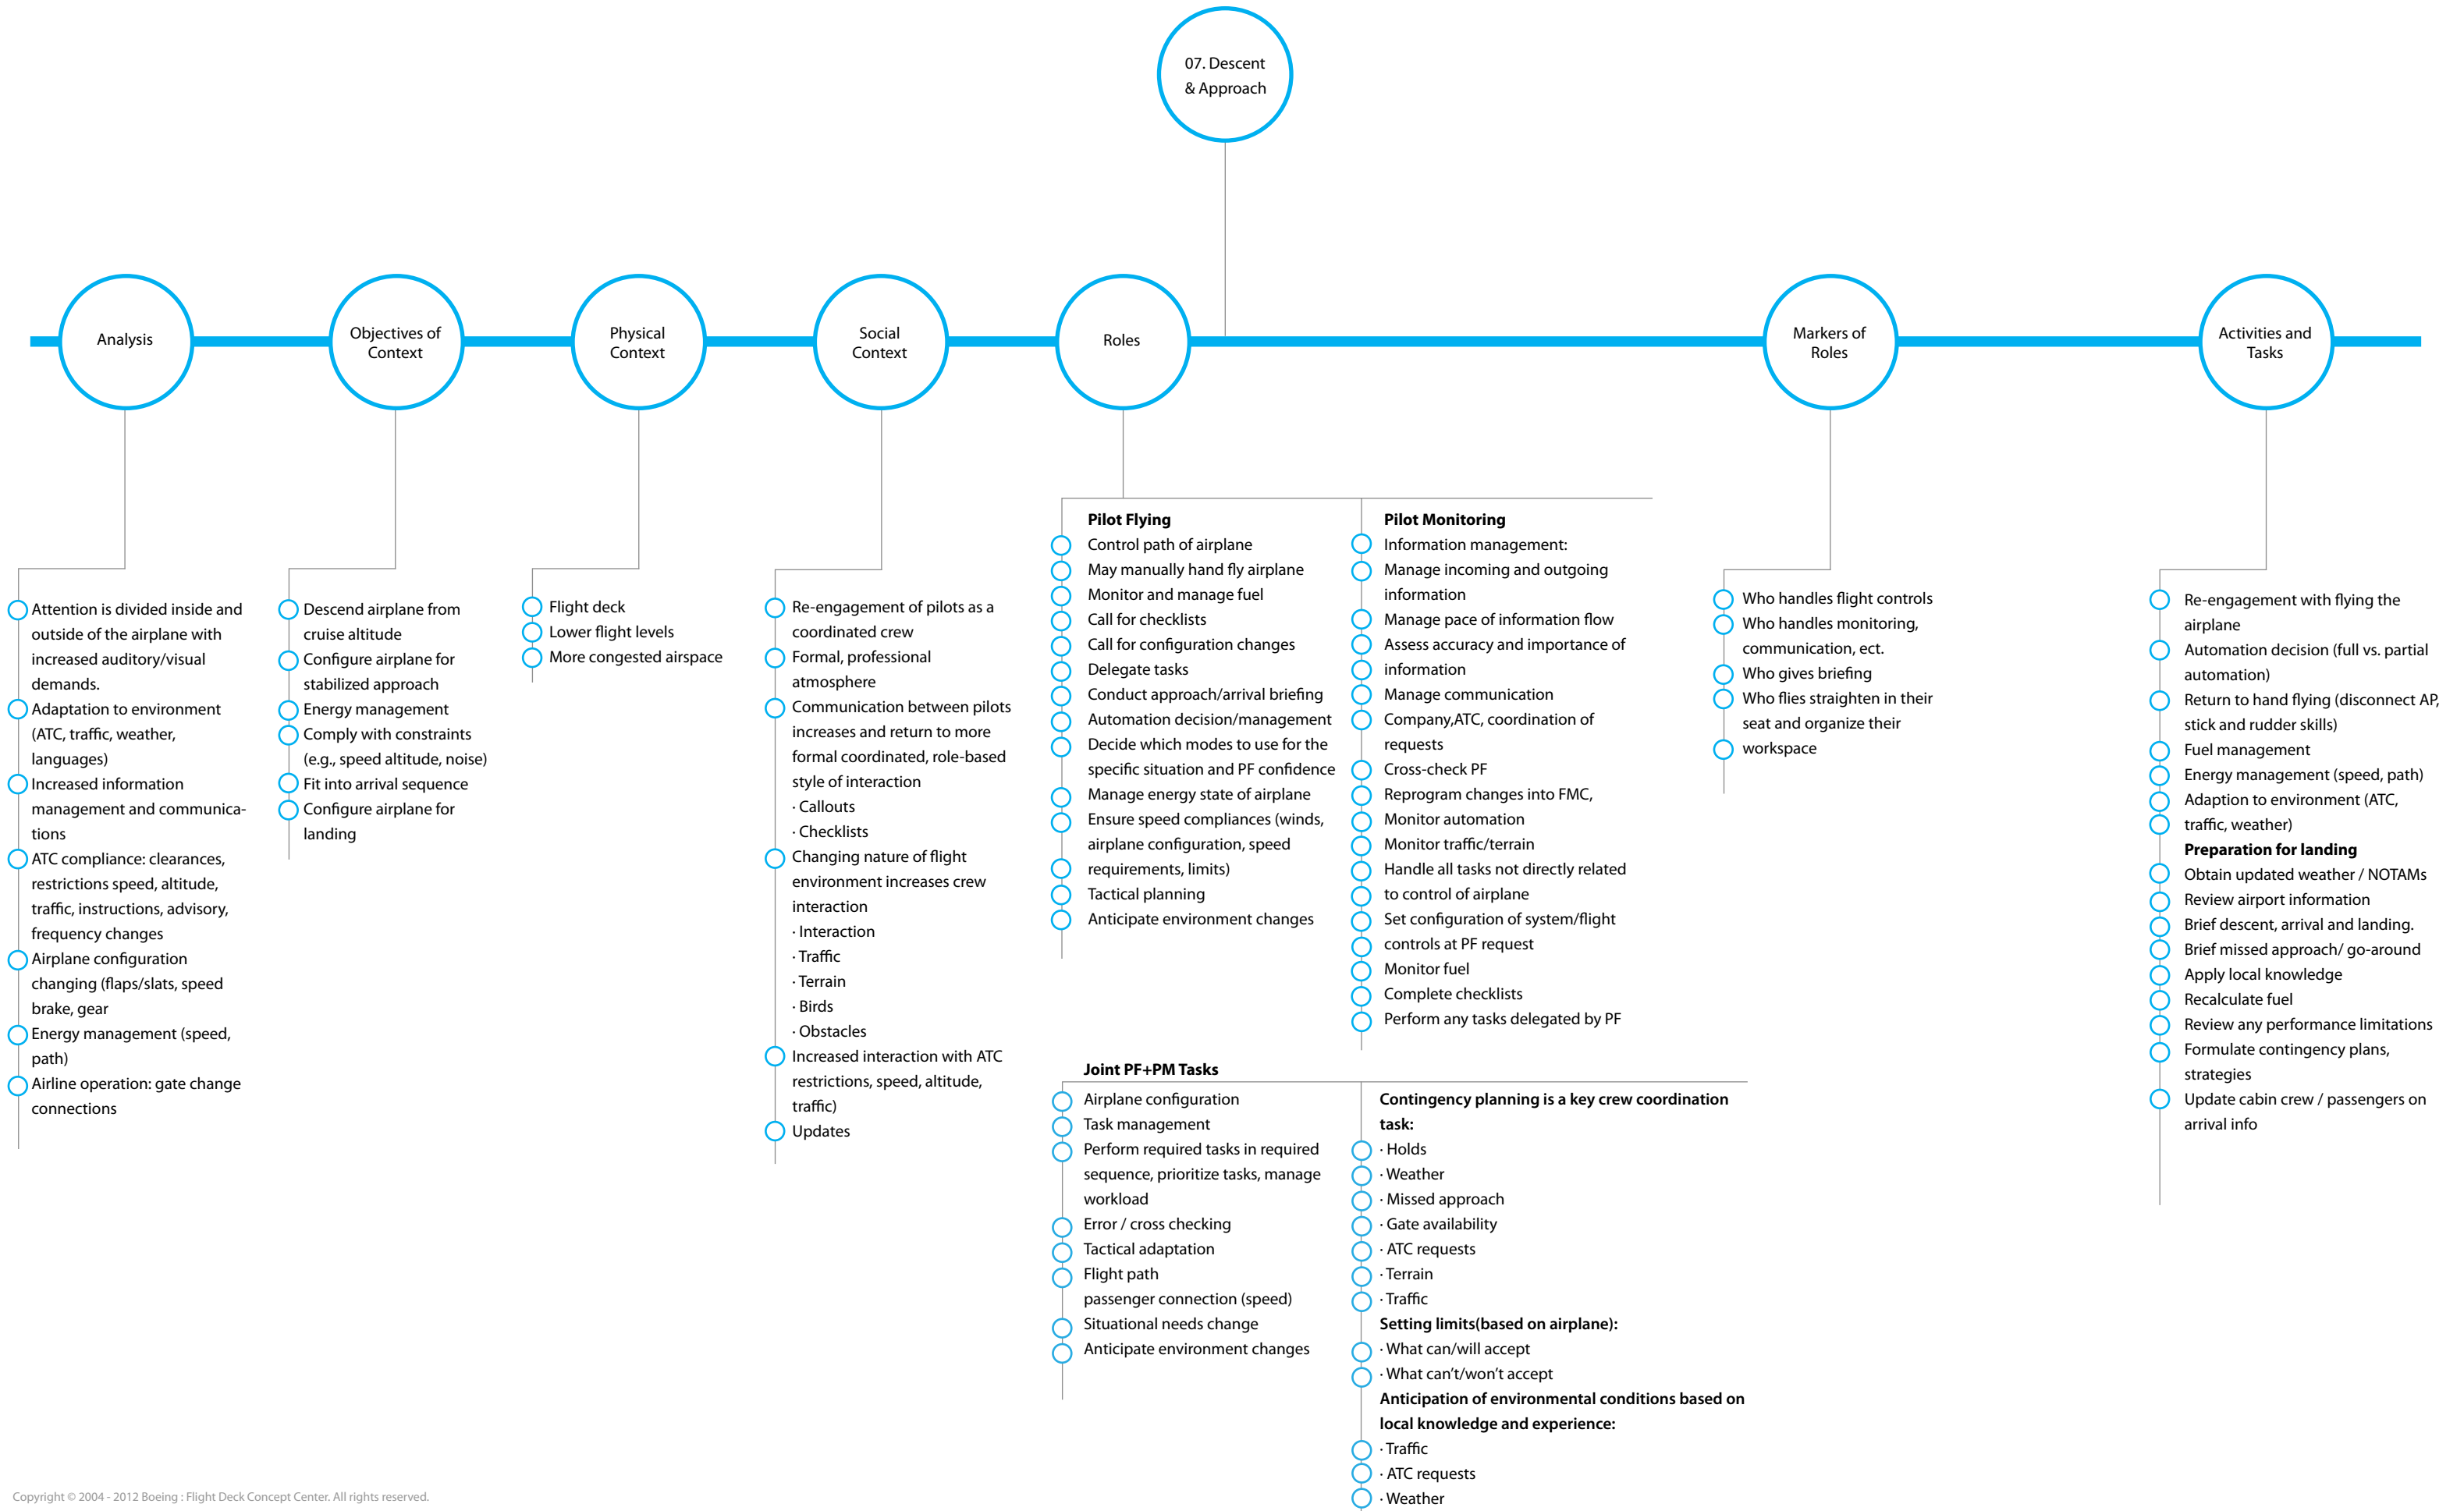 07. Descent
& Approach
Analysis
Objectives of
Context
Physical
Context
Social
Context
Roles
Markers of
Roles
Activities and
Tasks
Attention is divided inside and
outside of the airplane with
increased auditory/visual
demands.
Adaptation to environment
(ATC, traffic, weather,
languages)
Increased information
management and communica-
tions
ATC compliance: clearances,
restrictions speed, altitude,
traffic, instructions, advisory,
frequency changes
Airplane configuration
changing (flaps/slats, speed
brake, gear
Energy management (speed,
path)
Airline operation: gate change
connections
Descend airplane from
cruise altitude
Configure airplane for
stabilized approach
Energy management
Comply with constraints
(e.g., speed altitude, noise)
Fit into arrival sequence
Configure airplane for
landing
Flight deck
Lower flight levels
More congested airspace
Re-engagement of pilots as a
coordinated crew
Formal, professional
atmosphere
Communication between pilots
increases and return to more
formal coordinated, role-based
style of interaction
· Callouts
· Checklists
Changing nature of flight
environment increases crew
interaction
· Interaction
· Traffic
· Terrain
· Birds
· Obstacles
Increased interaction with ATC
restrictions, speed, altitude,
traffic)
Updates
Pilot Flying
Control path of airplane
May manually hand fly airplane
Monitor and manage fuel
Call for checklists
Call for configuration changes
Delegate tasks
Conduct approach/arrival briefing
Automation decision/management
Decide which modes to use for the
specific situation and PF confidence
Manage energy state of airplane
Ensure speed compliances (winds,
airplane configuration, speed
requirements, limits)
Tactical planning
Anticipate environment changes
Pilot Monitoring
Information management:
Manage incoming and outgoing
information
Manage pace of information flow
Assess accuracy and importance of
information
Manage communication
Company,ATC, coordination of
requests
Cross-check PF
Reprogram changes into FMC,
Monitor automation
Monitor traffic/terrain
Handle all tasks not directly related
to control of airplane
Set configuration of system/flight
controls at PF request
Monitor fuel
Complete checklists
Perform any tasks delegated by PF
Joint PF+PM Tasks
Airplane configuration
Task management
Perform required tasks in required
sequence, prioritize tasks, manage
workload
Error / cross checking
Tactical adaptation
Flight path
passenger connection (speed)
Situational needs change
Anticipate environment changes
Contingency planning is a key crew coordination
task:
· Holds
· Weather
· Missed approach
· Gate availability
· ATC requests
· Terrain
· Traffic
Setting limits(based on airplane):
· What can/will accept
· What can't/won't accept
Anticipation of environmental conditions based on
local knowledge and experience:
· Traffic
· ATC requests
· Weather
Who handles flight controls
Who handles monitoring,
communication, ect.
Who gives briefing
Who flies straighten in their
seat and organize their
workspace
Re-engagement with flying the
airplane
Automation decision (full vs. partial
automation)
Return to hand flying (disconnect AP,
stick and rudder skills)
Fuel management
Energy management (speed, path)
Adaption to environment (ATC,
traffic, weather)
Preparation for landing
Obtain updated weather / NOTAMs
Review airport information
Brief descent, arrival and landing.
Brief missed approach/ go-around
Apply local knowledge
Recalculate fuel
Review any performance limitations
Formulate contingency plans,
strategies
Update cabin crew / passengers on
arrival info
Copyright © 2004 - 2012 Boeing : Flight Deck Concept Center. All rights reserved.